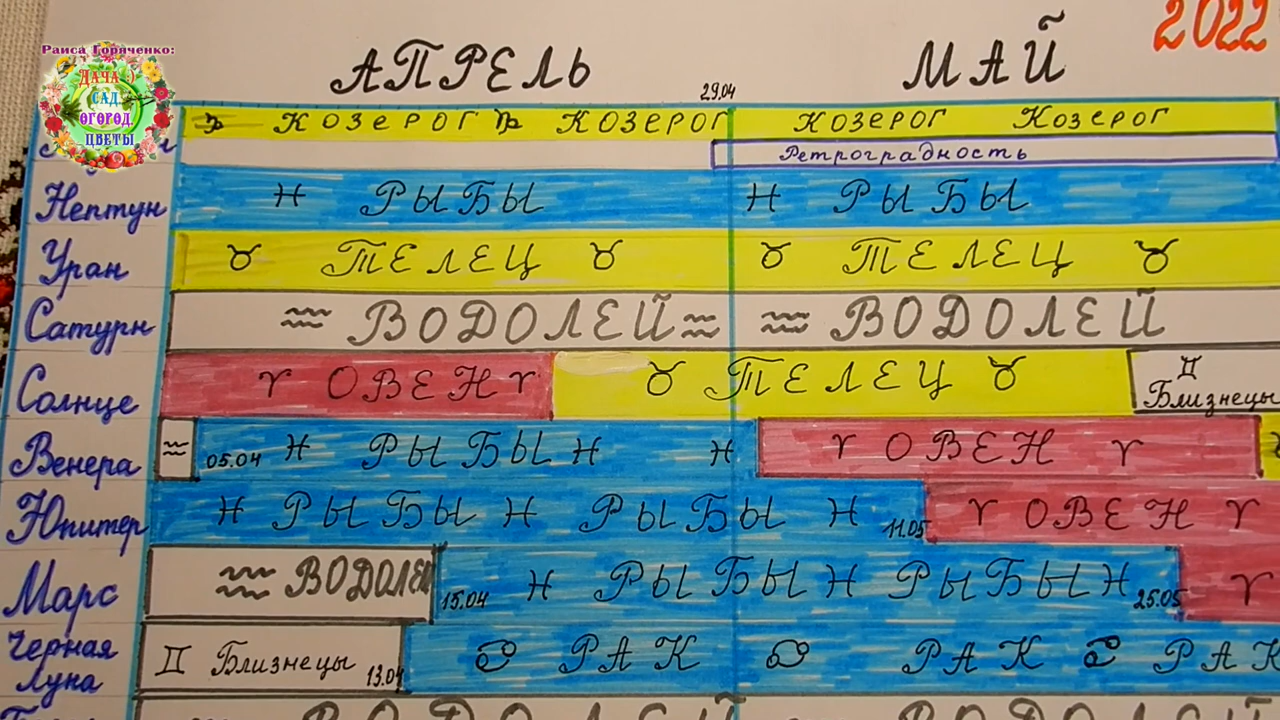 2022
Раиса Горяченко:
ДАЧА :)
САД
ОГОРОД
ЦВЕТЫ
АПРЕЛЬ МАЙ
29.04
♑ КОЗЕРОГ ♑ КОЗЕРОГ КОЗЕРОГ КОЗЕРОГ
Ретроградность
Нептун ♓ РЫБЫ ♓ РЫБЫ
Уран ♉ ТЕЛЕЦ ♉ ♉ ТЕЛЕЦ ♉
Сатурн ♒ ВОДОЛЕЙ ♒ ♒ ВОДОЛЕЙ
Солнце ♈ ОВЕН ♈ ♉ ТЕЛЕЦ ♉ ♊ Близнецы
Венера ♒ 05.04 ♓ РЫБЫ ♓ ♓ ♈ ОВЕН ♈
Юпитер ♓ РЫБЫ ♓ РЫБЫ ♓ 11.05 ♈ ОВЕН ♈
Марс ♒ ВОДОЛЕЙ 15.04 ♓ РЫБЫ ♓ РЫБЫ ♓ 25.05 ♈
Черная Луна ♊ Близнецы 13.04 ♋ РАК ♋ РАК ♋ РАК